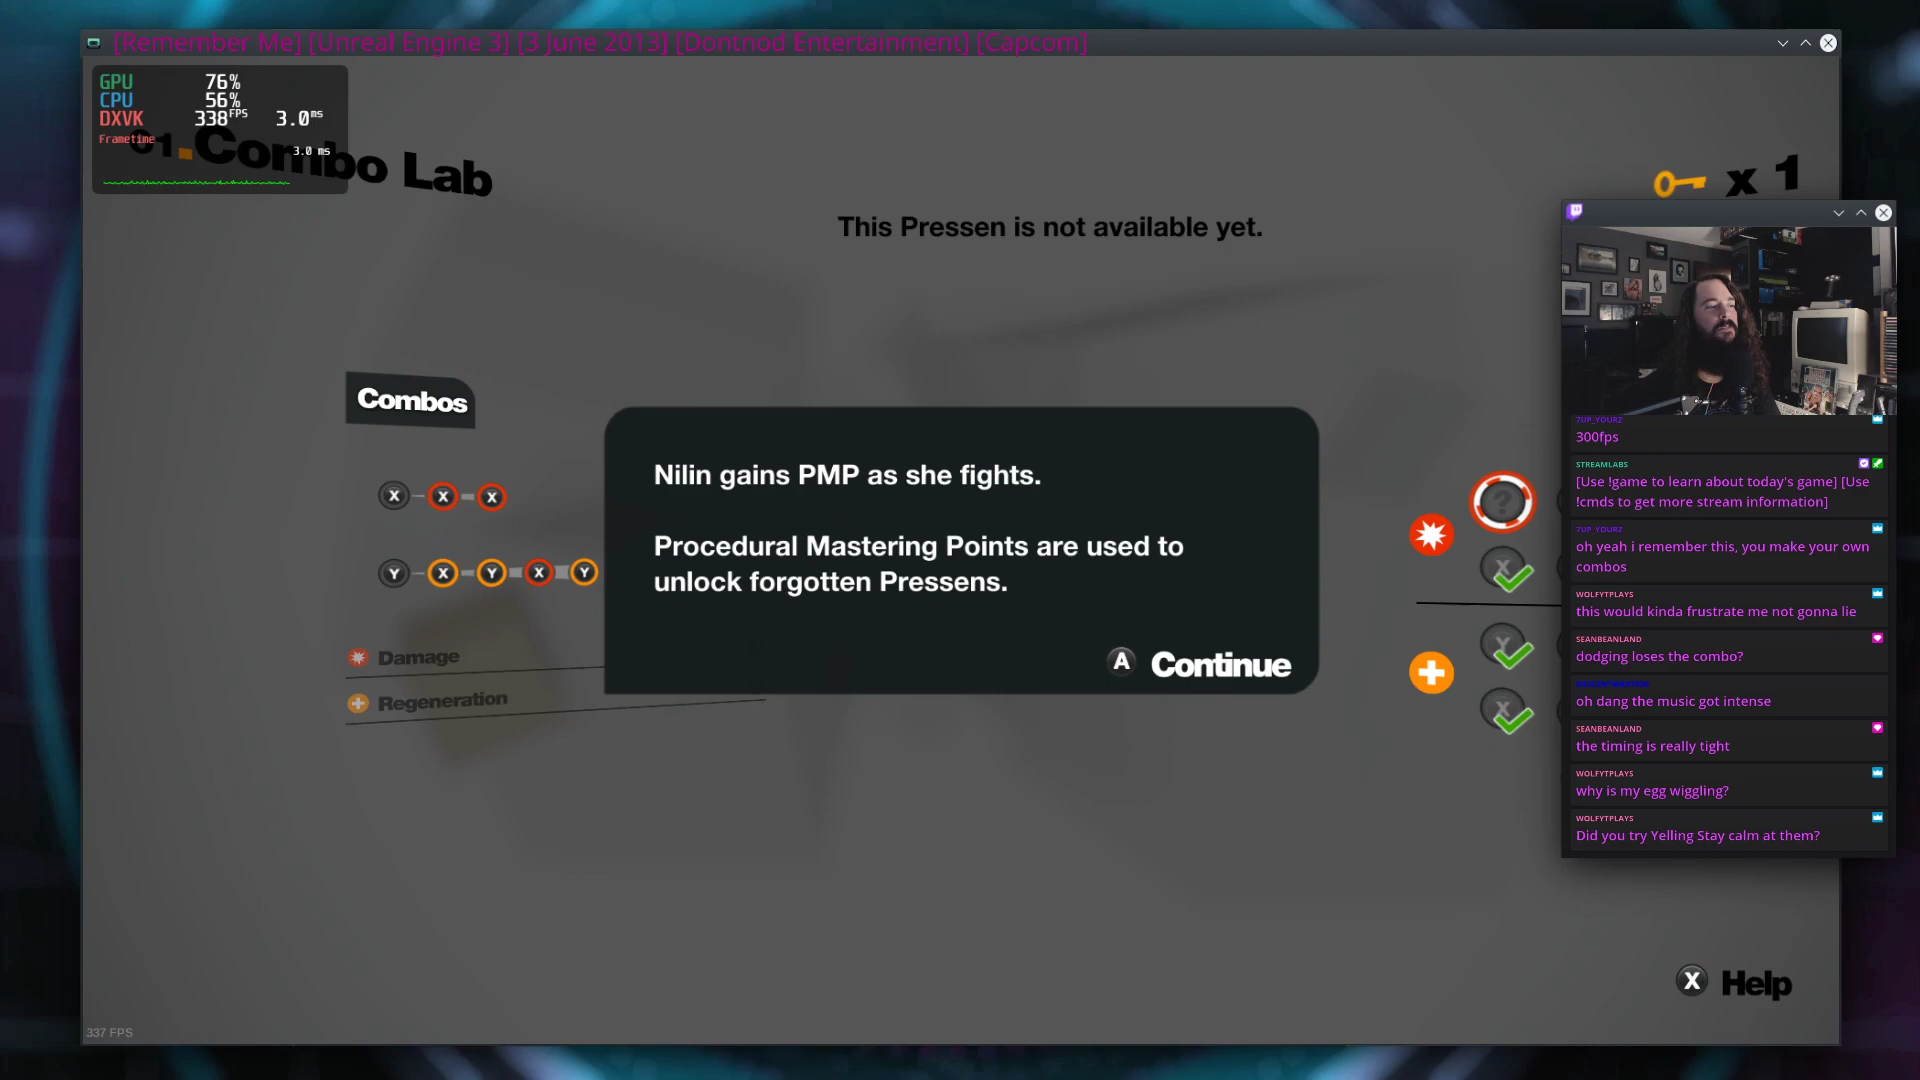 [Remember Me] [Unreal Engine 3] [3 June 2013] [Dontnod Entertainment] [Capcom]
GPU 76%
CPU 56%
DXVK 338FPS 3.0ms
Frametime
3.0 ms
01.Combo Lab
x 1
This Pressen is not available yet.
Combos
X X X
Y X Y X Y
Damage
Regeneration
Nilin gains PMP as she fights.
Procedural Mastering Points are used to
unlock forgotten Pressens.
A Continue
?
X
Y
X
X Help
337 FPS
7UP_YOURZ
300fps
STREAMLABS
[Use !game to learn about today's game] [Use
!cmds to get more stream information]
7UP_YOURZ
oh yeah i remember this, you make your own
combos
WOLFYTPLAYS
this would kinda frustrate me not gonna lie
SEANBEANLAND
dodging loses the combo?
oh dang the music got intense
SEANBEANLAND
the timing is really tight
WOLFYTPLAYS
why is my egg wiggling?
WOLFYTPLAYS
Did you try Yelling Stay calm at them?